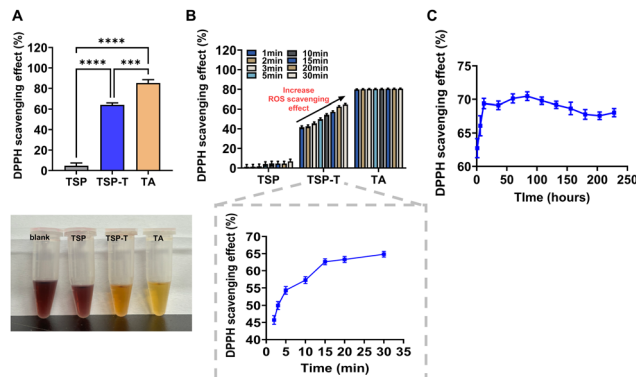 A
DPPH scavenging effect (%)
120
100
80
60
40
20
0
****
****
***
TSP
TSP-T
TA
blank
TSP
TSP-T
TA
B
DPPH scavenging effect (%)
120
100
80
60
40
20
0
1min
2min
3min
5min
10min
15min
20min
30min
Increase
ROS scavenging
effect
TSP
TSP-T
TA
DPPH scavenging effect (%)
65
60
55
50
45
40
0
5
10
15
20
25
30
35
Time (min)
C
DPPH scavenging effect (%)
75
70
65
60
0
50
100
150
200
250
TIme (hours)